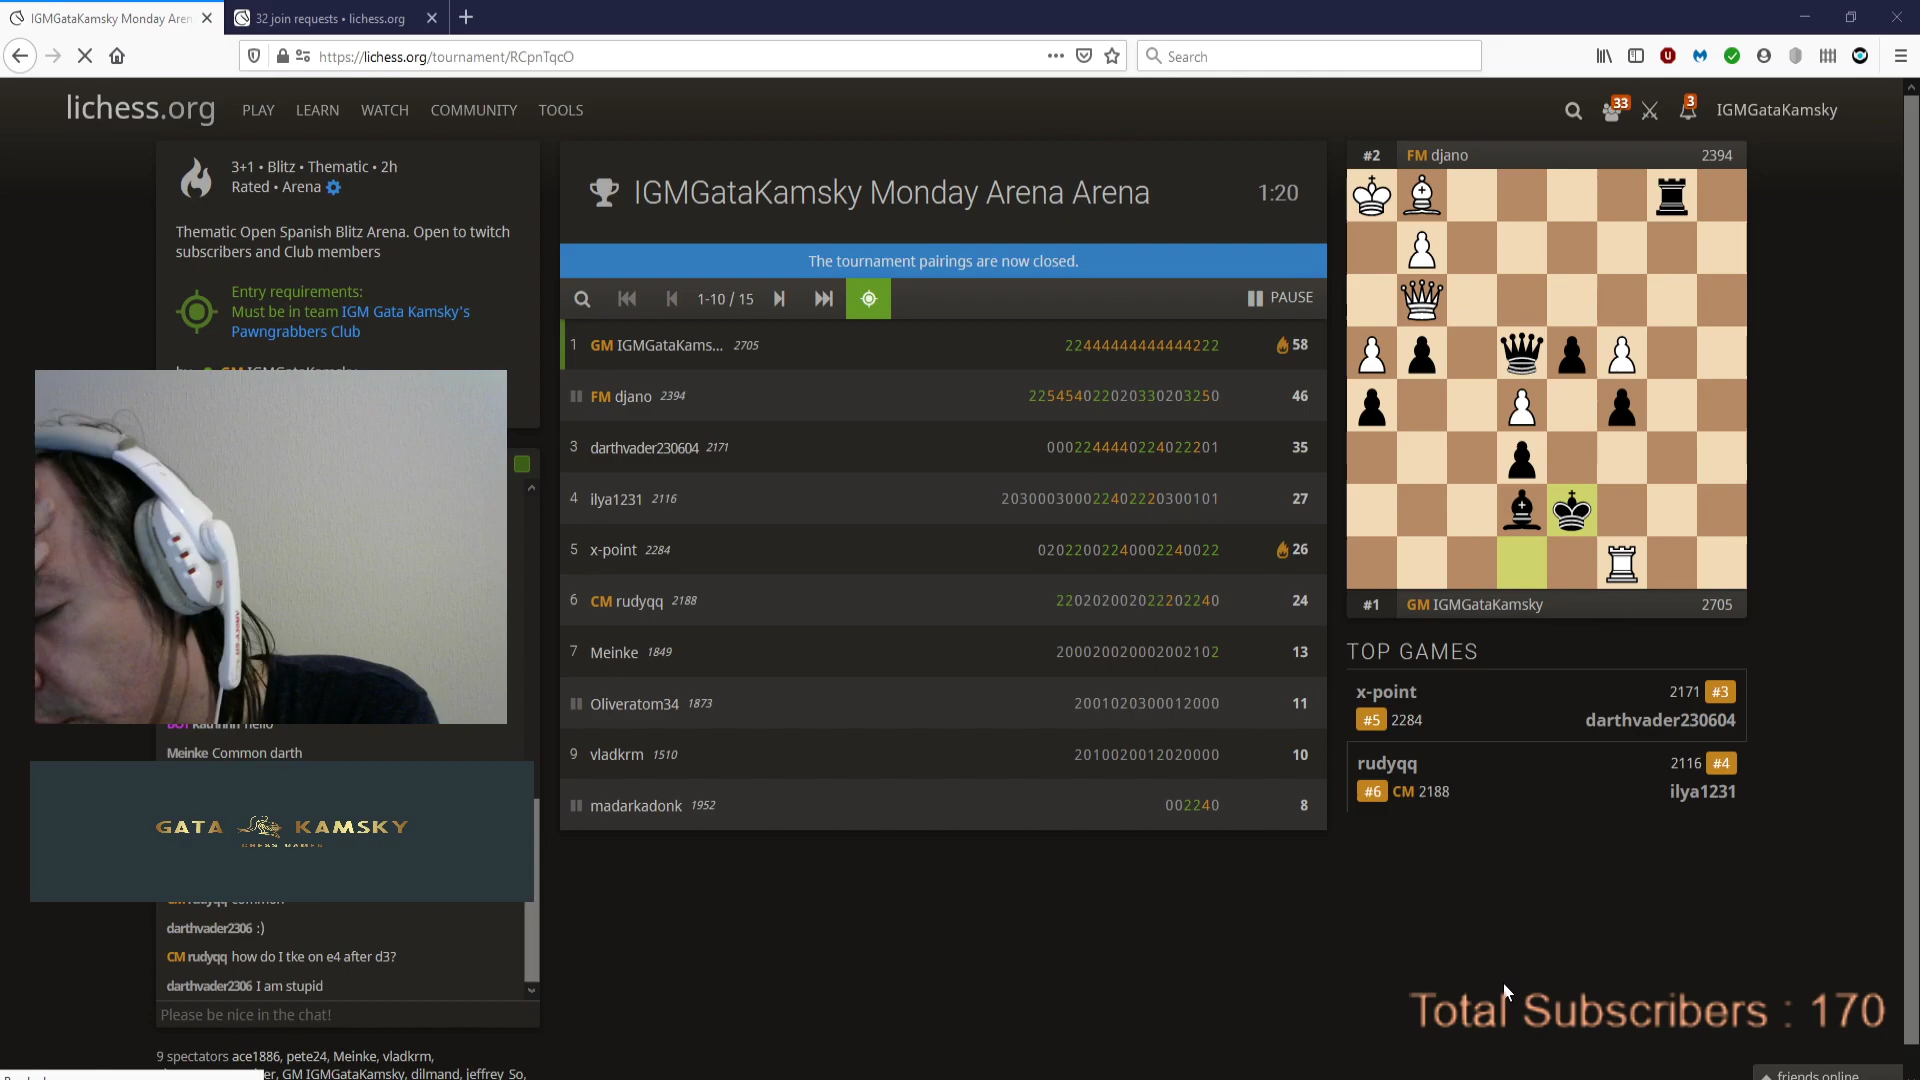 IGMGataKamsky Monday Aren
32 join requests • lichess.org
https://lichess.org/tournament/RCpnTqcO
Search
lichess.org
PLAY
LEARN
WATCH
COMMUNITY
TOOLS
33
3
IGMGataKamsky
3+1 • Blitz • Thematic • 2h
Rated • Arena
Thematic Open Spanish Blitz Arena. Open to twitch
subscribers and Club members
Entry requirements:
Must be in team IGM Gata Kamsky's
Pawngrabbers Club
IGMGataKamsky Monday Arena Arena
1:20
The tournament pairings are now closed.
1-10 / 15
PAUSE
1 GM IGMGataKams... 2705 22444444444444222 58
FM djano 2394 225454022020330203250 46
3 darthvader230604 2171 0002244440224022201 35
4 ilya1231 2116 203000300022402220300101 27
5 x-point 2284 02022002240002240022 26
6 CM rudyqq 2188 220202002022202240 24
7 Meinke 1849 200020020002002102 13
Oliveratom34 1873 2001020300012000 11
9 vladkrm 1510 2010020012020000 10
madarkadonk 1952 002240 8
#2 FM djano 2394
#1 GM IGMGataKamsky 2705
TOP GAMES
x-point 2171 #3
#5 2284 darthvader230604
rudyqq 2116 #4
#6 CM 2188 ilya1231
Meinke Common darth
GATA KAMSKY
darthvader2306 :)
CM rudyqq how do I tke on e4 after d3?
darthvader2306 I am stupid
Please be nice in the chat!
9 spectators ace1886, pete24, Meinke, vladkrm,
GM IGMGataKamsky, dilmand, jeffrey_So,
Total Subscribers : 170
friends online